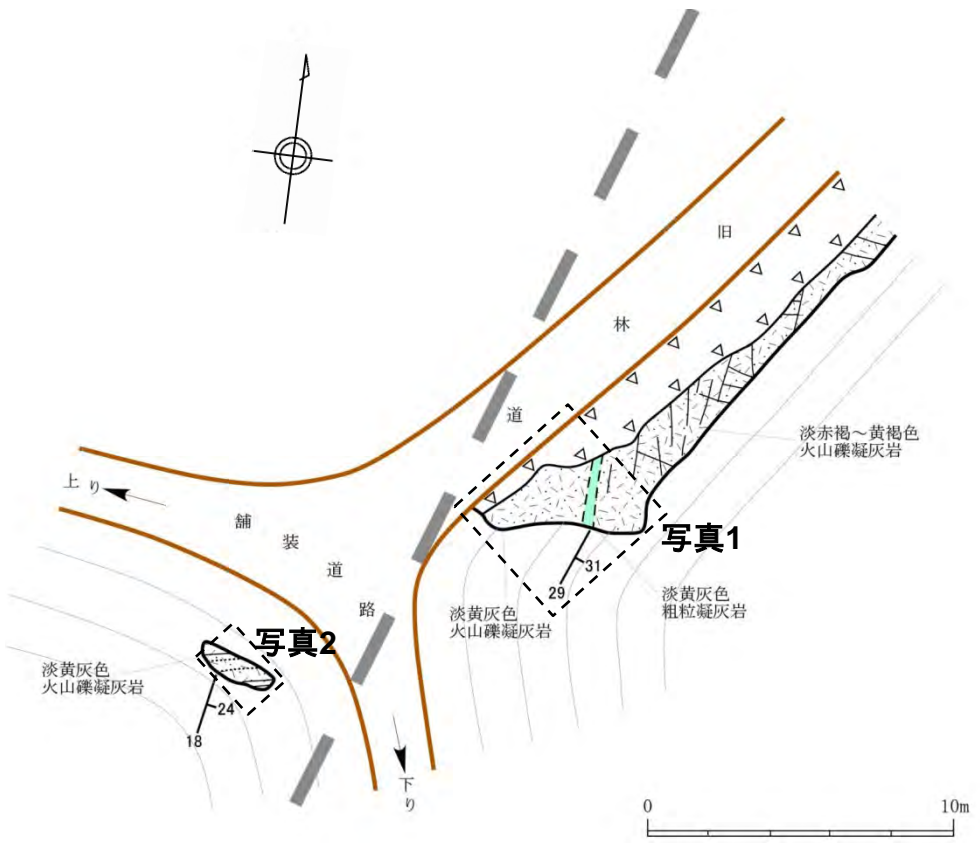 旧
林
道
淡赤褐～黄褐色
火山礫凝灰岩
上り
舗
装
道
路
写真1
31
29
淡黄灰色
粗粒凝灰岩
淡黄灰色
火山礫凝灰岩
写真2
淡黄灰色
火山礫凝灰岩
24
18
下り
0
10m